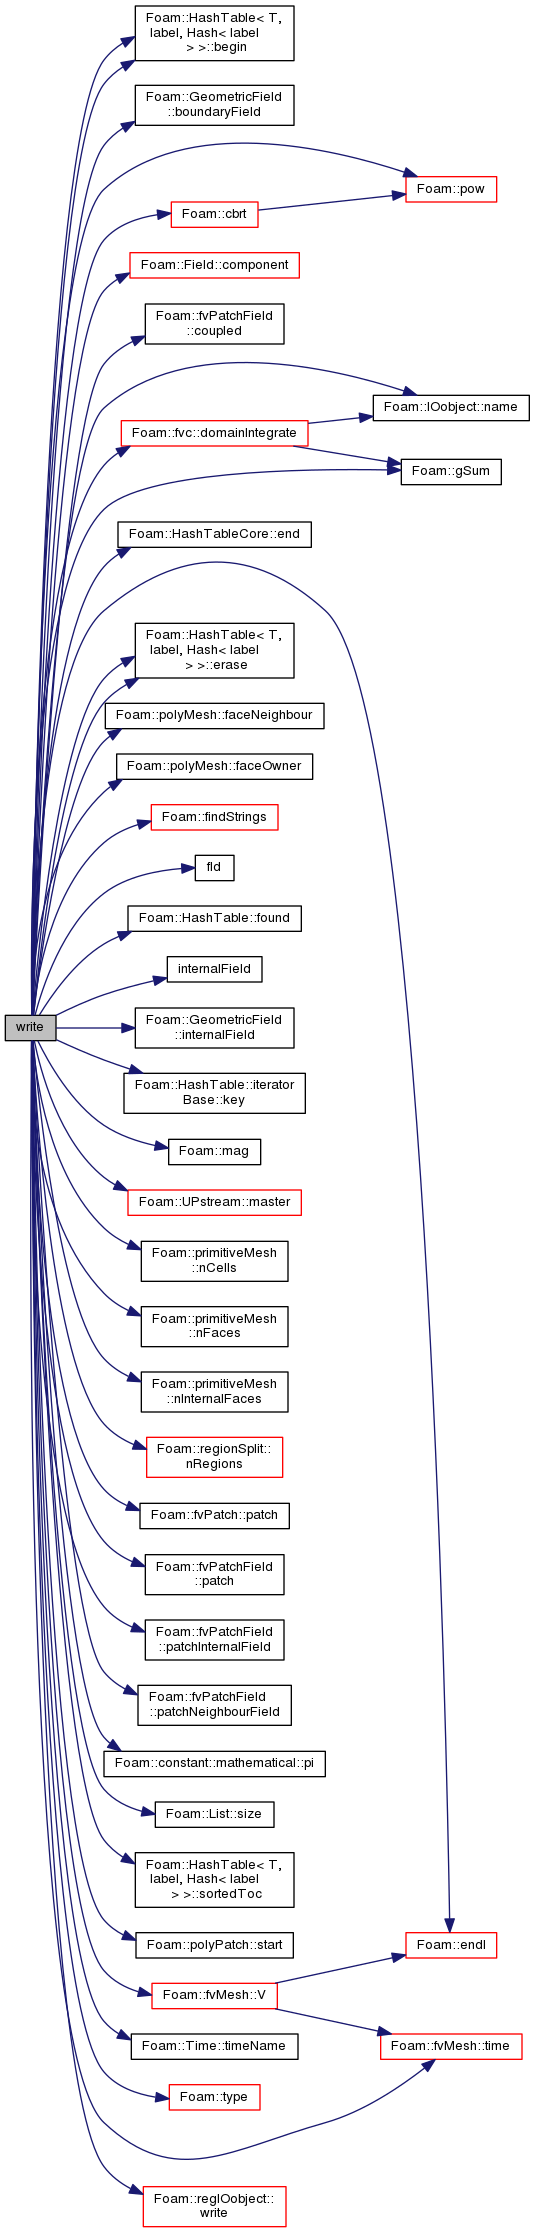 Foam::HashTable< T,
label, Hash< label
> >::begin
Foam::GeometricField
::boundaryField
Foam::pow
Foam::cbrt
Foam::Field::component
Foam::fvPatchField
::coupled
Foam::IOobject::name
Foam::fvc::domainIntegrate
Foam::gSum
Foam::HashTableCore::end
Foam::HashTable< T,
label, Hash< label
> >::erase
Foam::polyMesh::faceNeighbour
Foam::polyMesh::faceOwner
Foam::findStrings
fld
Foam::HashTable::found
internalField
write
Foam::GeometricField
::internalField
Foam::HashTable::iterator
Base::key
Foam::mag
Foam::UPstream::master
Foam::primitiveMesh
::nCells
Foam::primitiveMesh
::nFaces
Foam::primitiveMesh
::nInternalFaces
Foam::regionSplit::
nRegions
Foam::fvPatch::patch
Foam::fvPatchField
::patch
Foam::fvPatchField
::patchInternalField
Foam::fvPatchField
::patchNeighbourField
Foam::constant::mathematical::pi
Foam::List::size
Foam::HashTable< T,
label, Hash< label
> >::sortedToc
Foam::polyPatch::start
Foam::endl
Foam::fvMesh::V
Foam::Time::timeName
Foam::fvMesh::time
Foam::type
Foam::regIOobject::
write